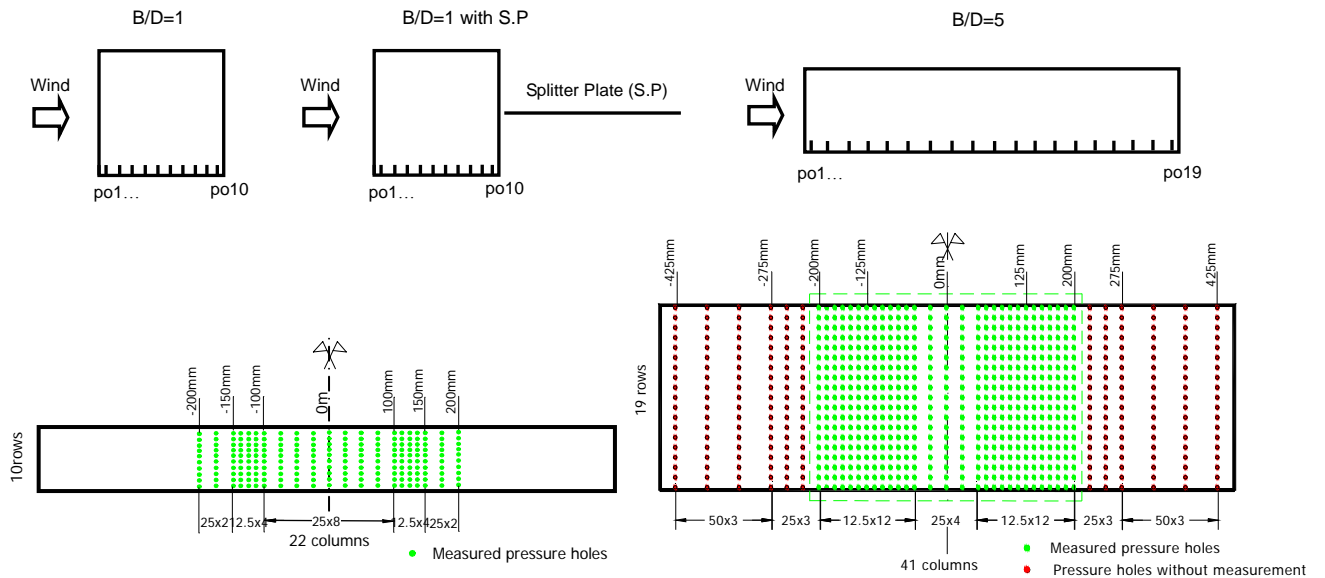 B/D=1
B/D=1 with S.P
B/D=5
Wind
Wind
Splitter Plate (S.P)
Wind
po1…
po10
po1…
po10
po1…
po19
-200mm
-150mm
-100mm
0m
100mm
150mm
200mm
10rows
25x2
12.5x4
25x8
12.5x4
25x2
22 columns
Measured pressure holes
-425mm
-275mm
-200mm
-125mm
0mm
125mm
200mm
275mm
425mm
19 rows
50x3
25x3
12.5x12
25x4
12.5x12
25x3
50x3
41 columns
Measured pressure holes
Pressure holes without measurement